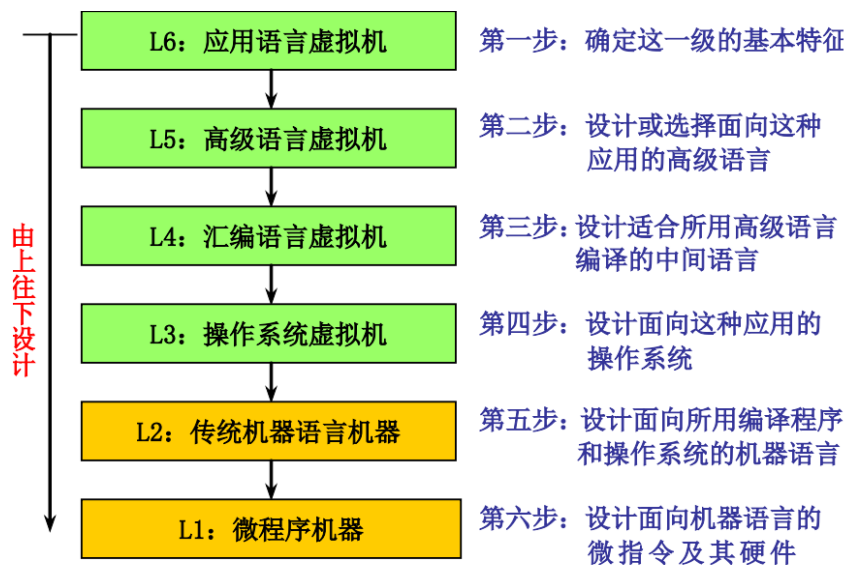 L6：应用语言虚拟机
第一步：确定这一级的基本特征
L5：高级语言虚拟机
第二步：设计或选择面向这种
应用的高级语言
L4：汇编语言虚拟机
第三步：设计适合所用高级语言
编译的中间语言
由上往下设计
L3：操作系统虚拟机
第四步：设计面向这种应用的
操作系统
L2：传统机器语言机器
第五步：设计面向所用编译程序
和操作系统的机器语言
L1：微程序机器
第六步：设计面向机器语言的
微指令及其硬件